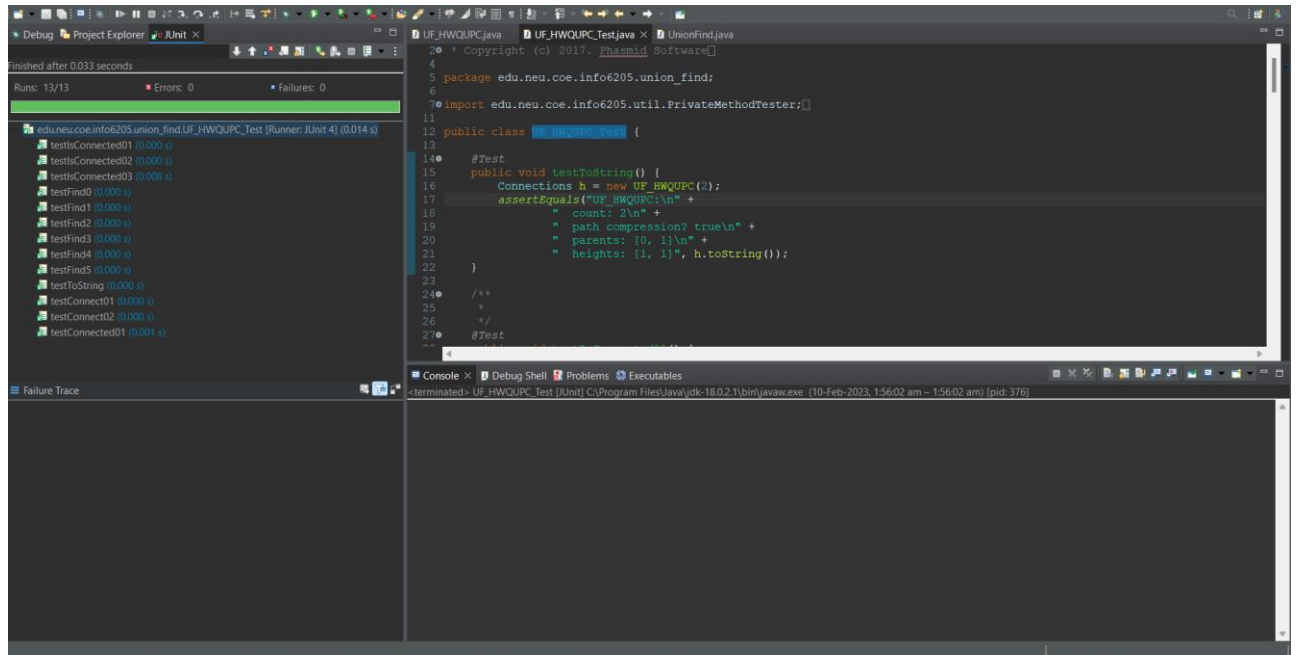 Debug Project Explorer JUnit ×
Finished after 0.033 seconds
Runs: 13/13 Errors: 0 Failures: 0
edu.neu.coe.info6205.union_find.UF_HWQUPC_Test [Runner: JUnit 4] (0.014 s)
testIsConnected01 (0.000 s)
testIsConnected02 (0.000 s)
testIsConnected03 (0.008 s)
testFind0 (0.000 s)
testFind1 (0.000 s)
testFind2 (0.000 s)
testFind3 (0.000 s)
testFind4 (0.000 s)
testFind5 (0.000 s)
testToString (0.000 s)
testConnect01 (0.000 s)
testConnect02 (0.000 s)
testConnected01 (0.001 s)
Failure Trace
UF_HWQUPC.java UF_HWQUPC_Test.java × UnionFind.java
2 * Copyright (c) 2017. Phasmid Software
4
5 package edu.neu.coe.info6205.union_find;
6
7 import edu.neu.coe.info6205.util.PrivateMethodTester;
11
12 public class UF_HWQUPC_Test {
13
14 @Test
15 public void testToString() {
16 Connections h = new UF_HWQUPC(2);
17 assertEquals("UF_HWQUPC:\n" +
18 " count: 2\n" +
19 " path compression? true\n" +
20 " parents: [0, 1]\n" +
21 " heights: [1, 1]", h.toString());
22 }
23
24 /**
25 *
26 */
27 @Test
Console × Debug Shell Problems Executables
<terminated> UF_HWQUPC_Test [JUnit] C:\Program Files\Java\jdk-18.0.2.1\bin\javaw.exe (10-Feb-2023, 1:56:02 am – 1:56:02 am) [pid: 376]